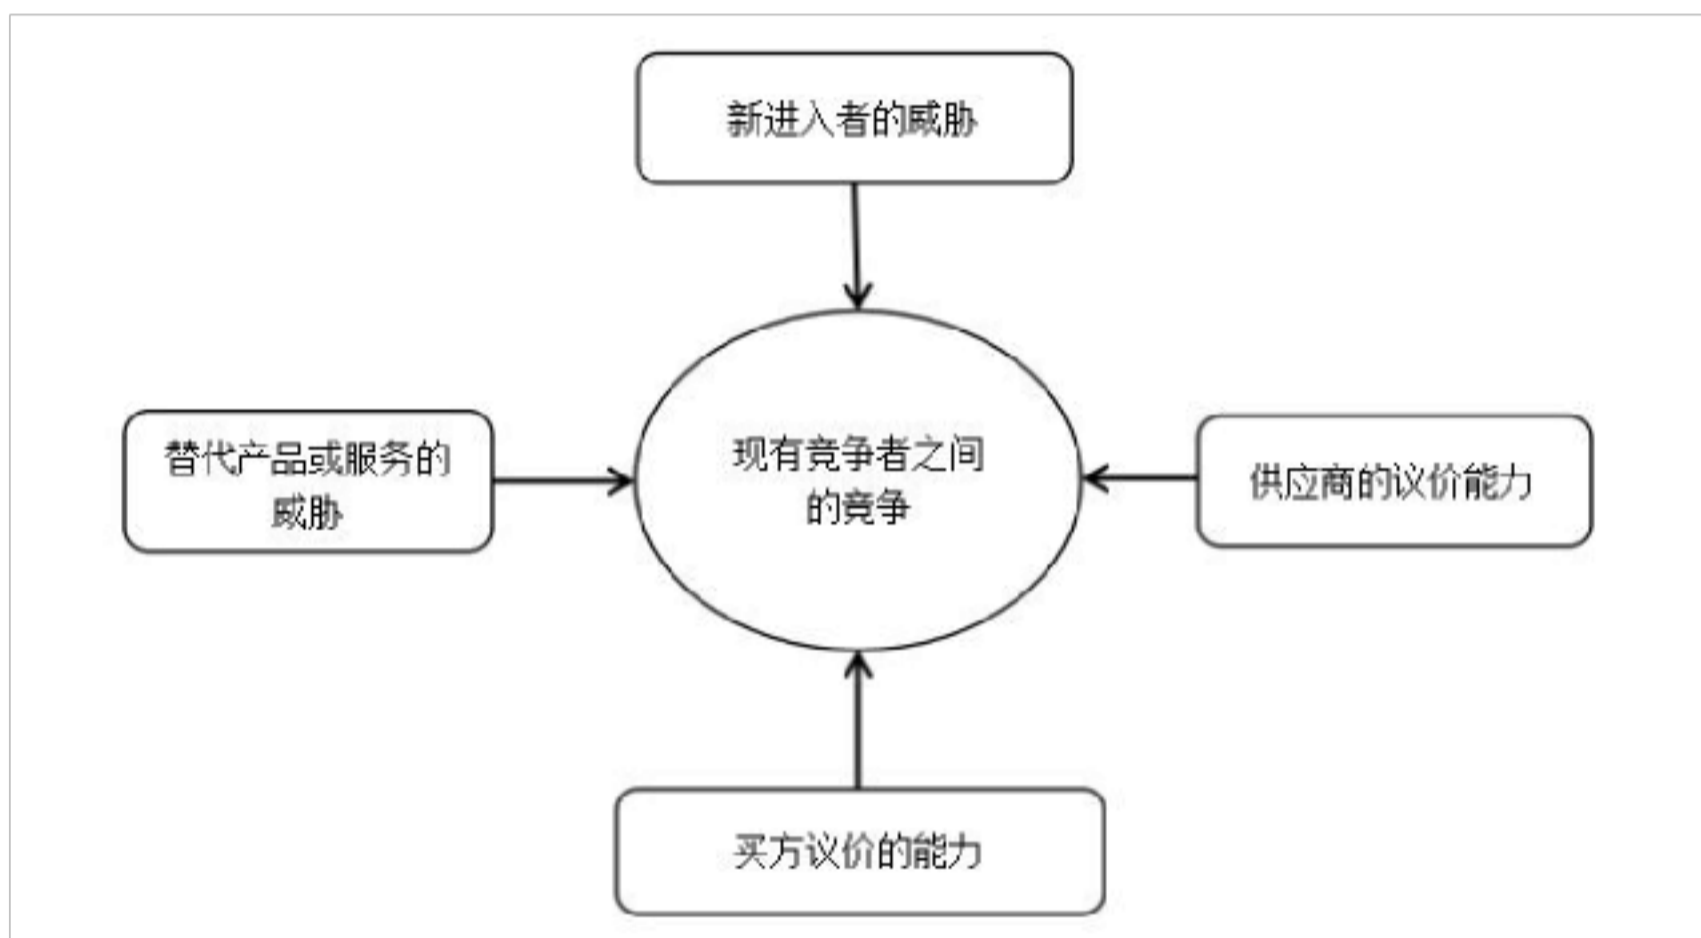 新进入者的威胁
替代产品或服务的
威胁
现有竞争者之间
的竞争
供应商的议价能力
买方议价的能力